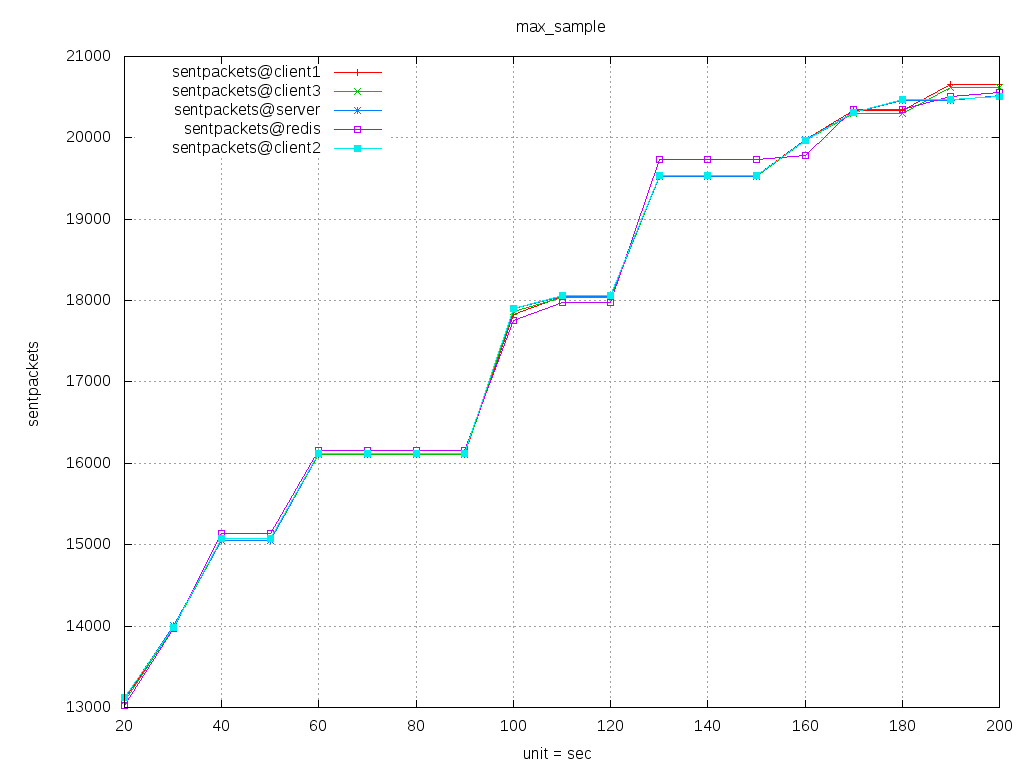 max_sample
21000
20000
19000
18000
17000
16000
15000
14000
13000
sentpackets
sentpackets@client1
sentpackets@client3
sentpackets@server
sentpackets@redis
sentpackets@client2
20 40 60 80 100 120 140 160 180 200
unit = sec